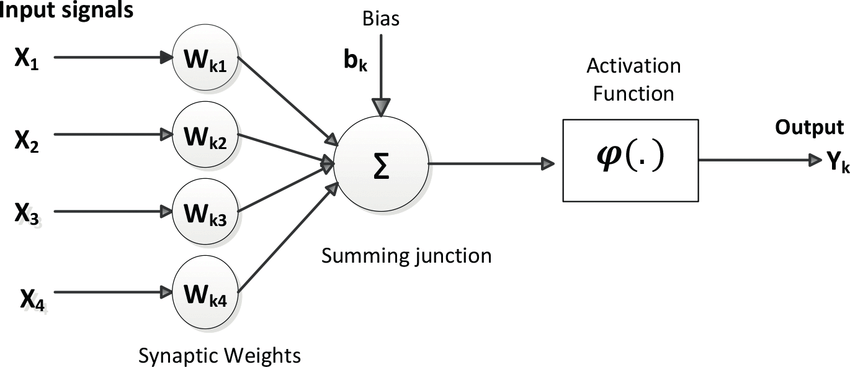 Input signals
X1
X2
X3
X4
Wk1
Wk2
Wk3
Wk4
Synaptic Weights
Bias
bk
Σ
Summing junction
Activation
Function
φ(.)
Output
Yk